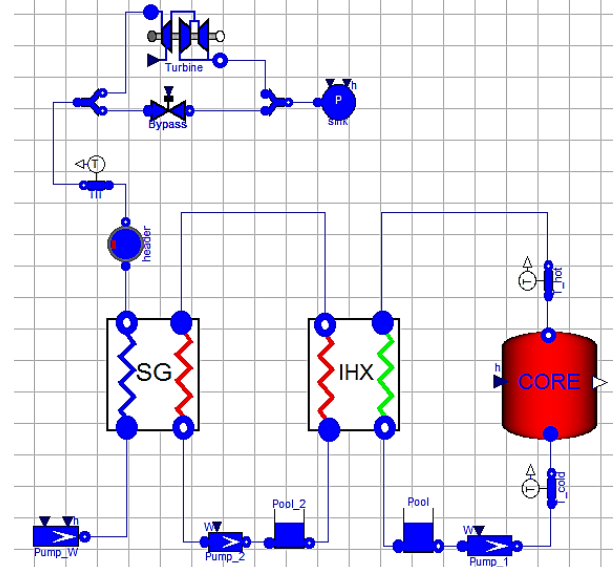 Turbine
h
P
Bypass
sink
T
header
T_hot
T
SG
IHX
h
CORE
T_cold
T
Pool_2
Pool
h
W
W
Pump_W
Pump_2
Pump_1